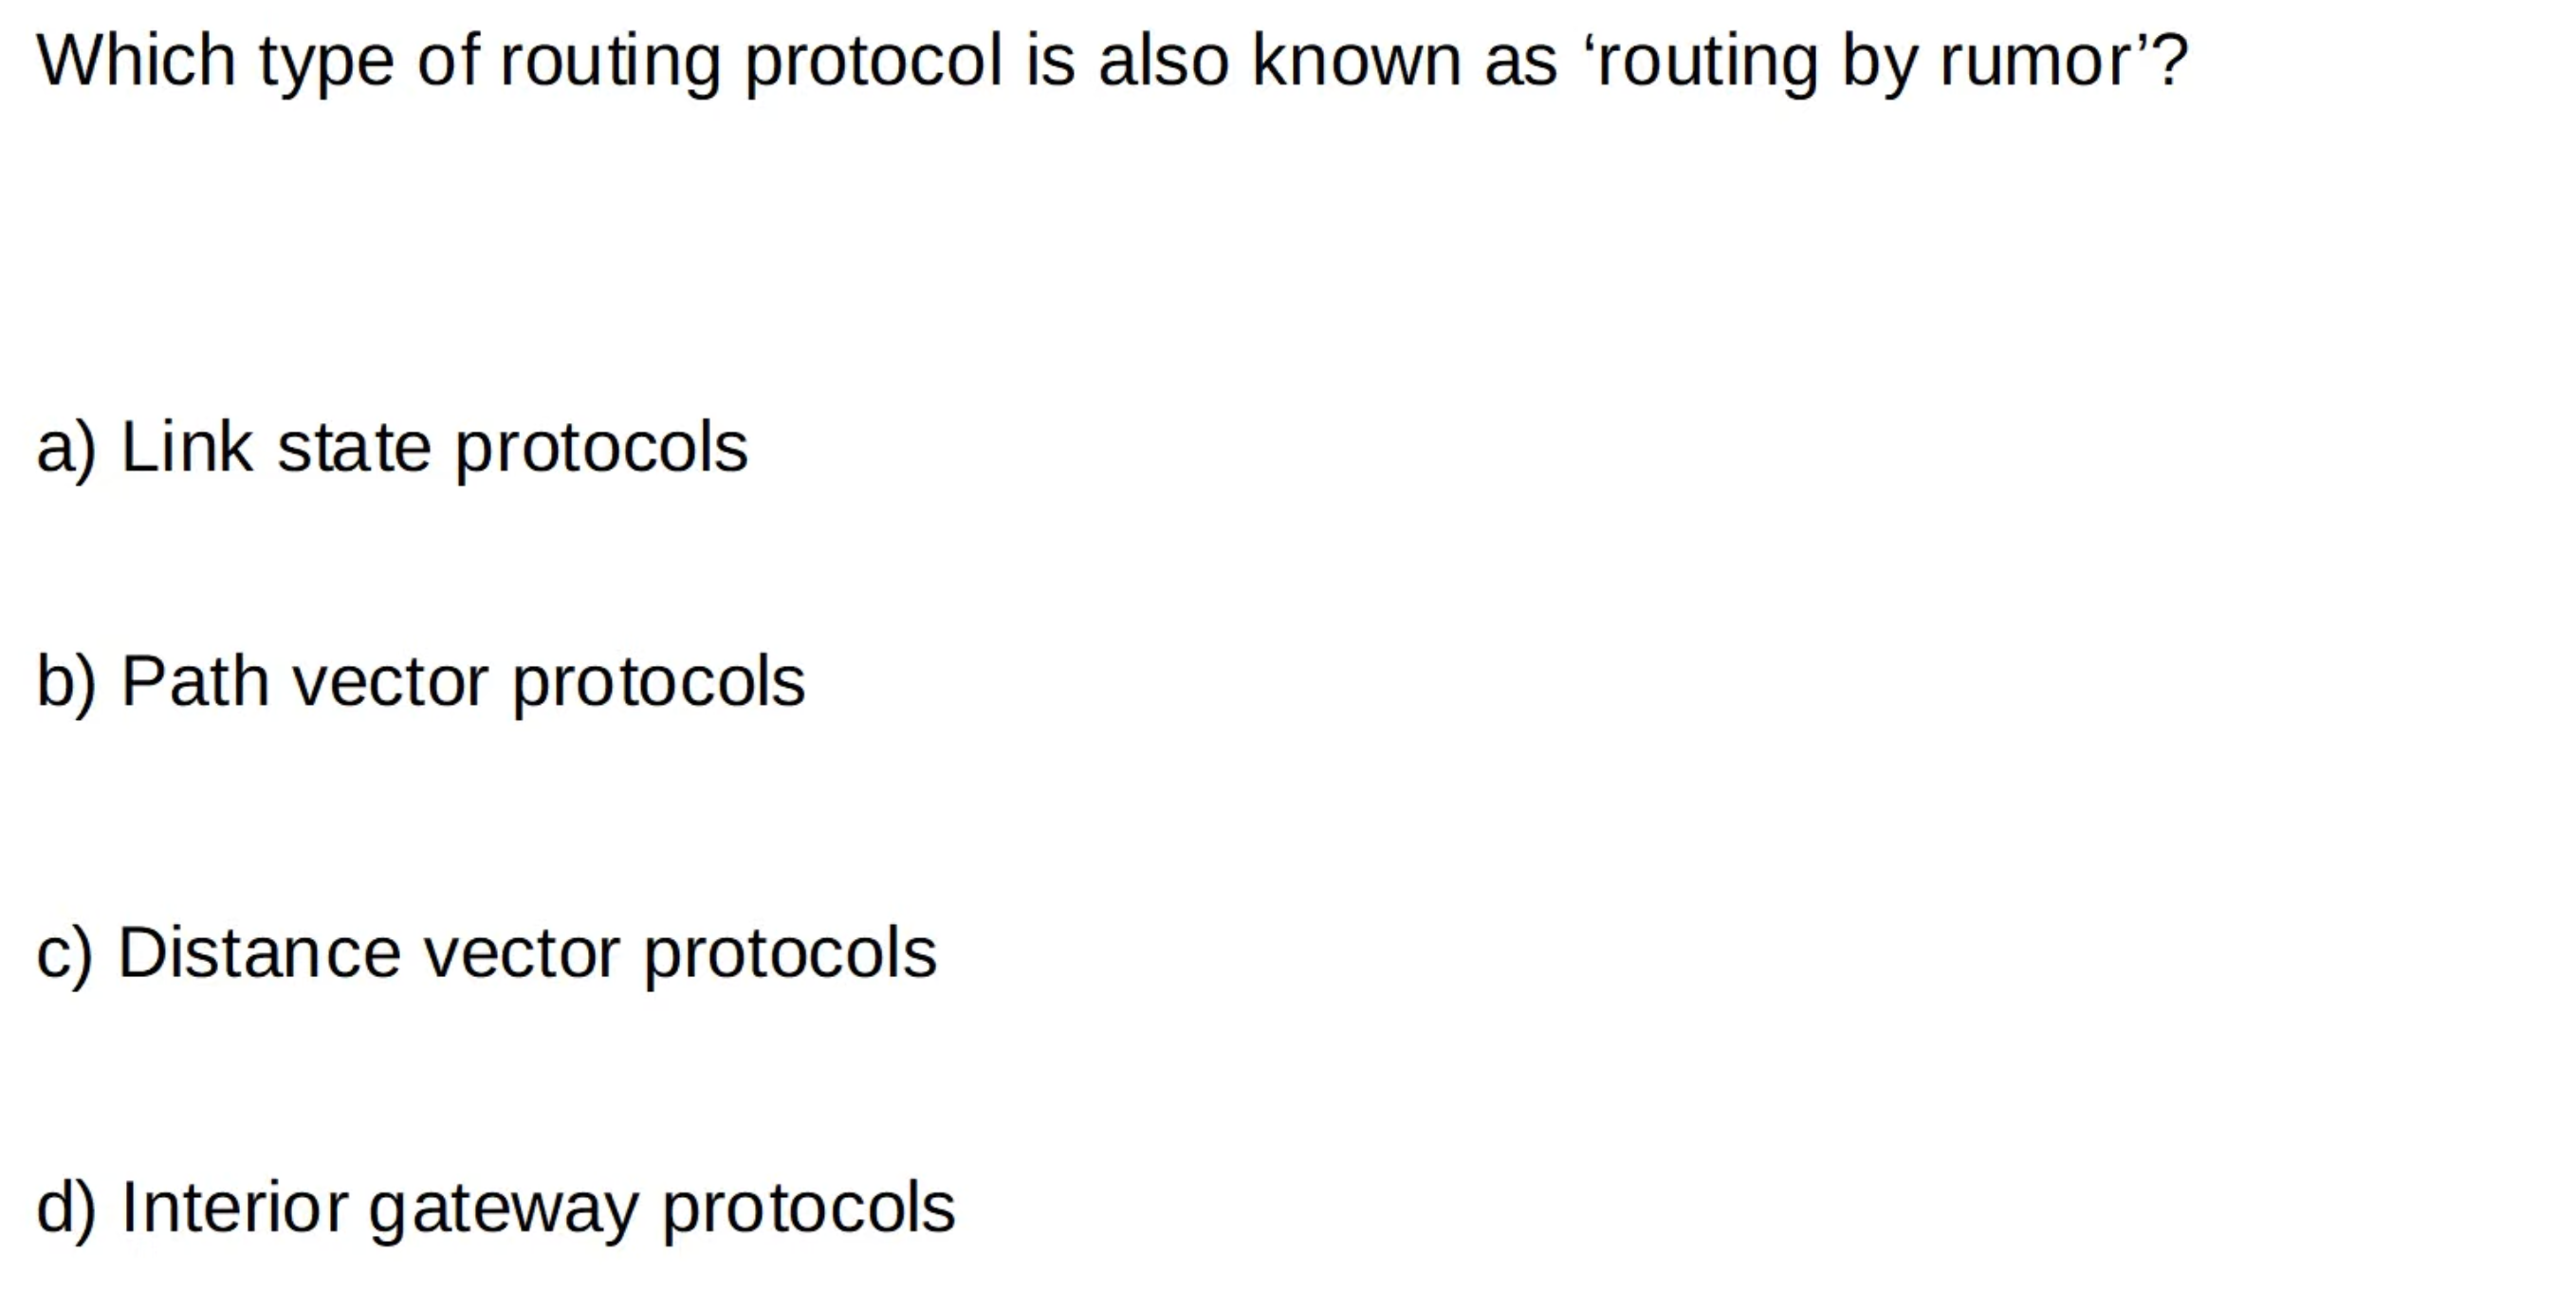 Which type of routing protocol is also known as ‘routing by rumor’?
a) Link state protocols
b) Path vector protocols
c) Distance vector protocols
d) Interior gateway protocols